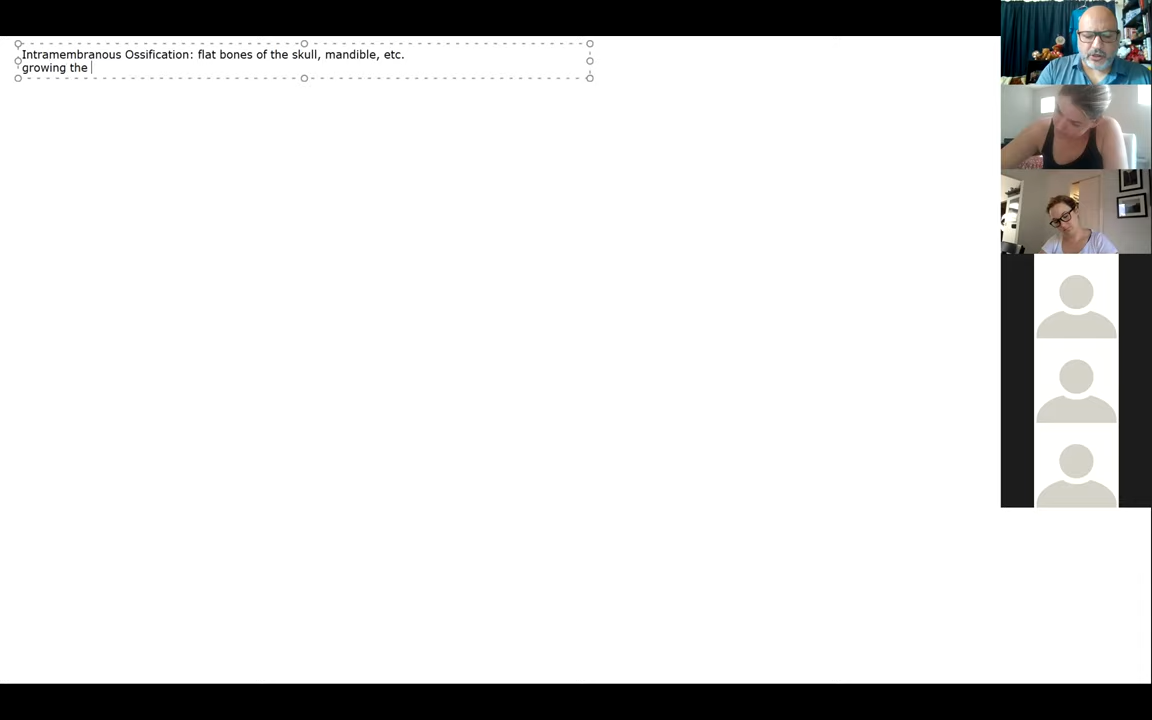 Intramembranous Ossification: flat bones of the skull, mandible, etc.
growing the